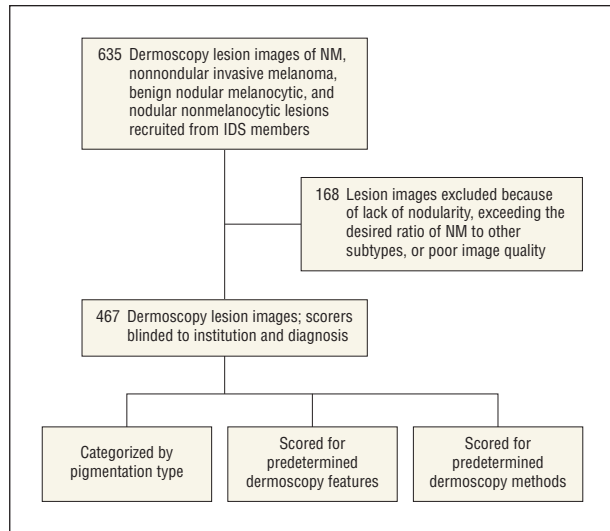 635 Dermoscopy lesion images of NM,
nonnondular invasive melanoma,
benign nodular melanocytic, and
nodular nonmelanocytic lesions
recruited from IDS members
168 Lesion images excluded because
of lack of nodularity, exceeding the
desired ratio of NM to other
subtypes, or poor image quality
467 Dermoscopy lesion images; scorers
blinded to institution and diagnosis
Categorized by
pigmentation type
Scored for
predetermined
dermoscopy features
Scored for
predetermined
dermoscopy methods